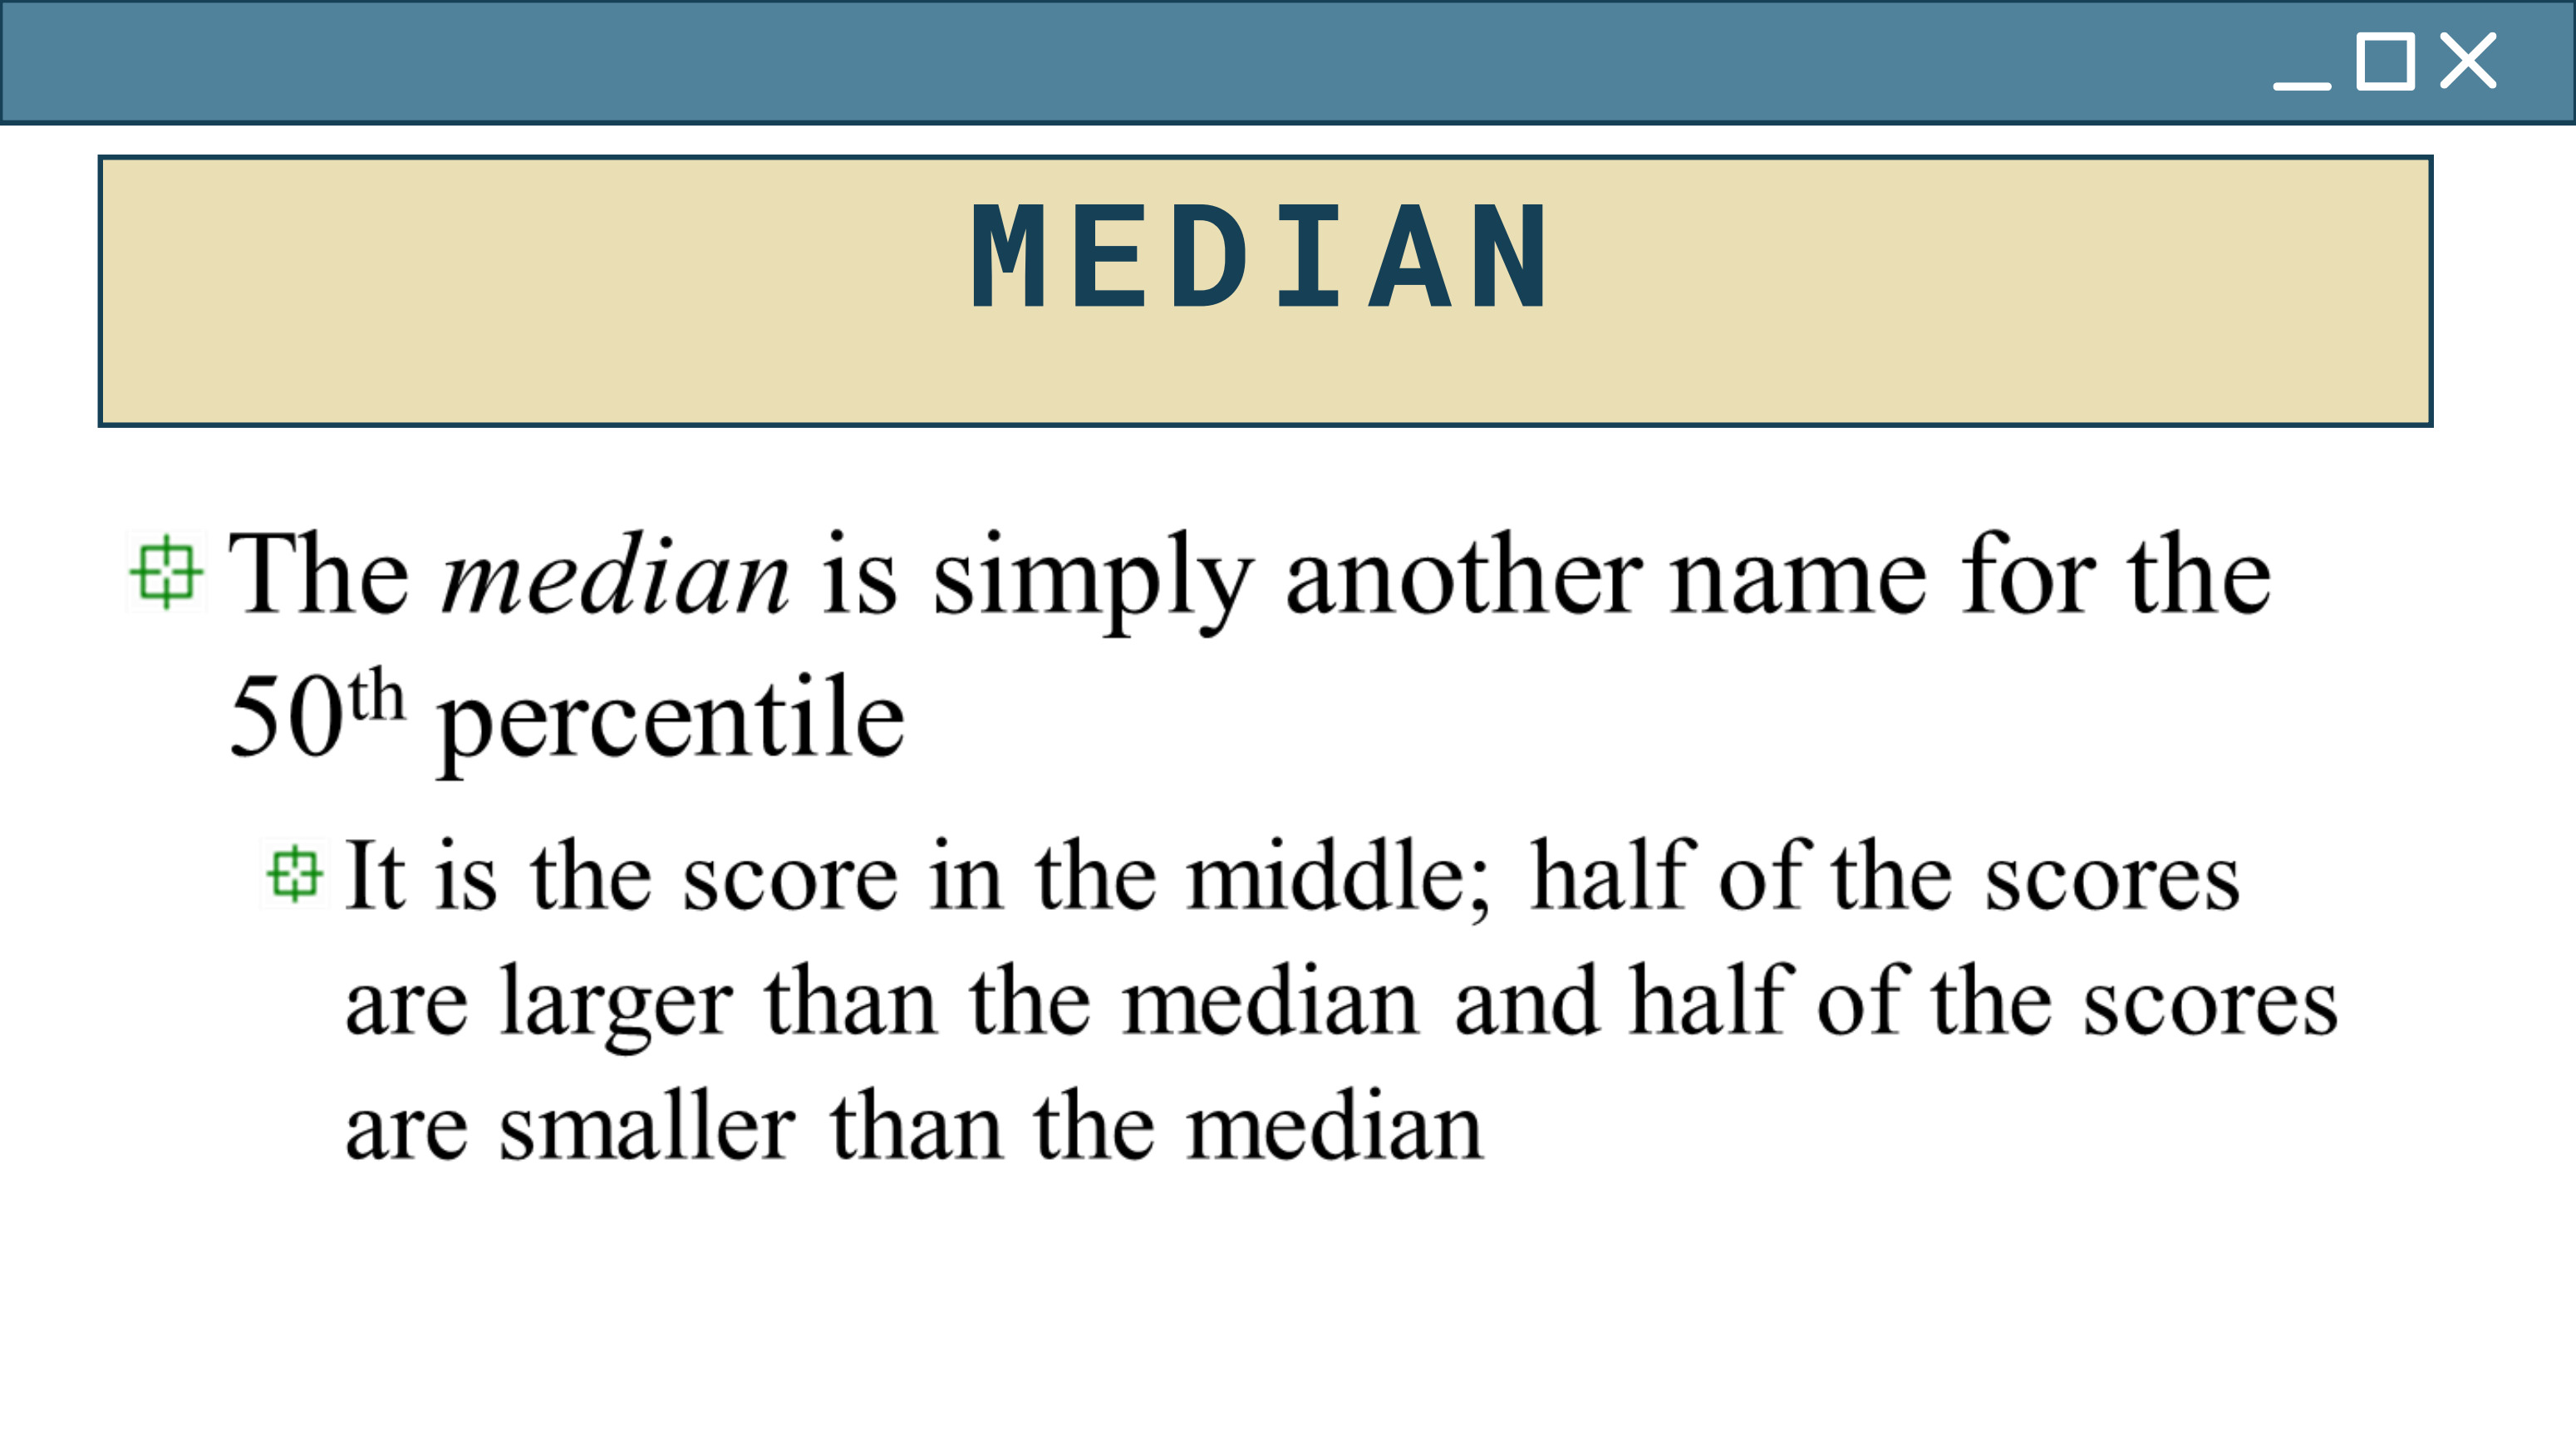 MEDIAN
The median is simply another name for the
50th percentile
It is the score in the middle; half of the scores
are larger than the median and half of the scores
are smaller than the median